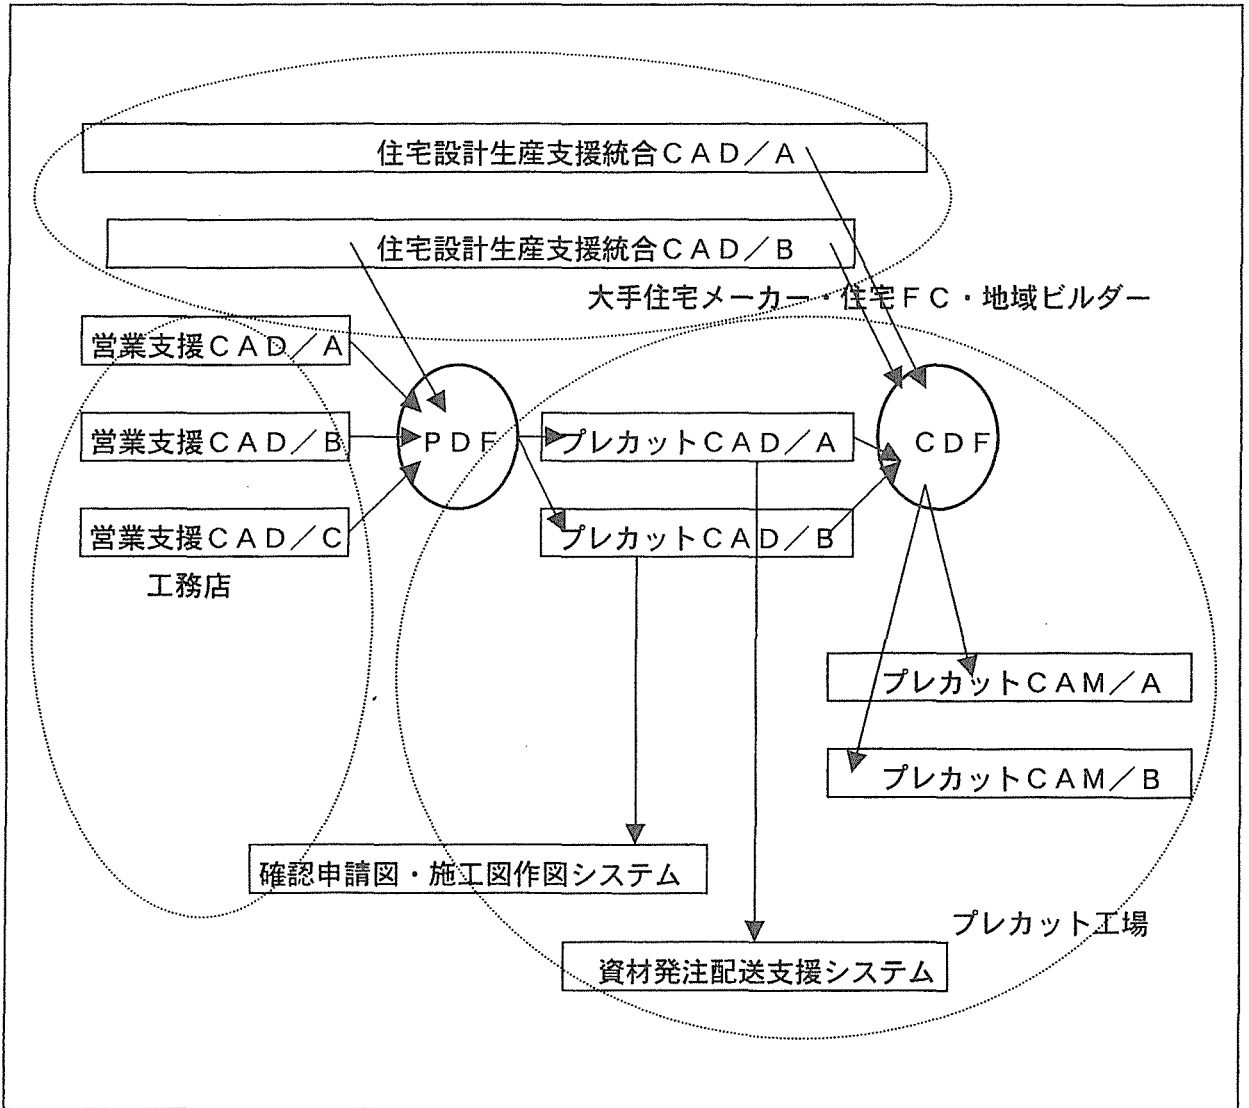 住宅設計生産支援統合ＣＡＤ／Ａ
住宅設計生産支援統合ＣＡＤ／Ｂ
大手住宅メーカー・住宅ＦＣ・地域ビルダー
営業支援ＣＡＤ／Ａ
営業支援ＣＡＤ／Ｂ
ＰＤＦ
プレカットＣＡＤ／Ａ
ＣＤＦ
営業支援ＣＡＤ／Ｃ
プレカットＣＡＤ／Ｂ
工務店
プレカットＣＡＭ／Ａ
プレカットＣＡＭ／Ｂ
確認申請図・施工図作図システム
プレカット工場
資材発注配送支援システム